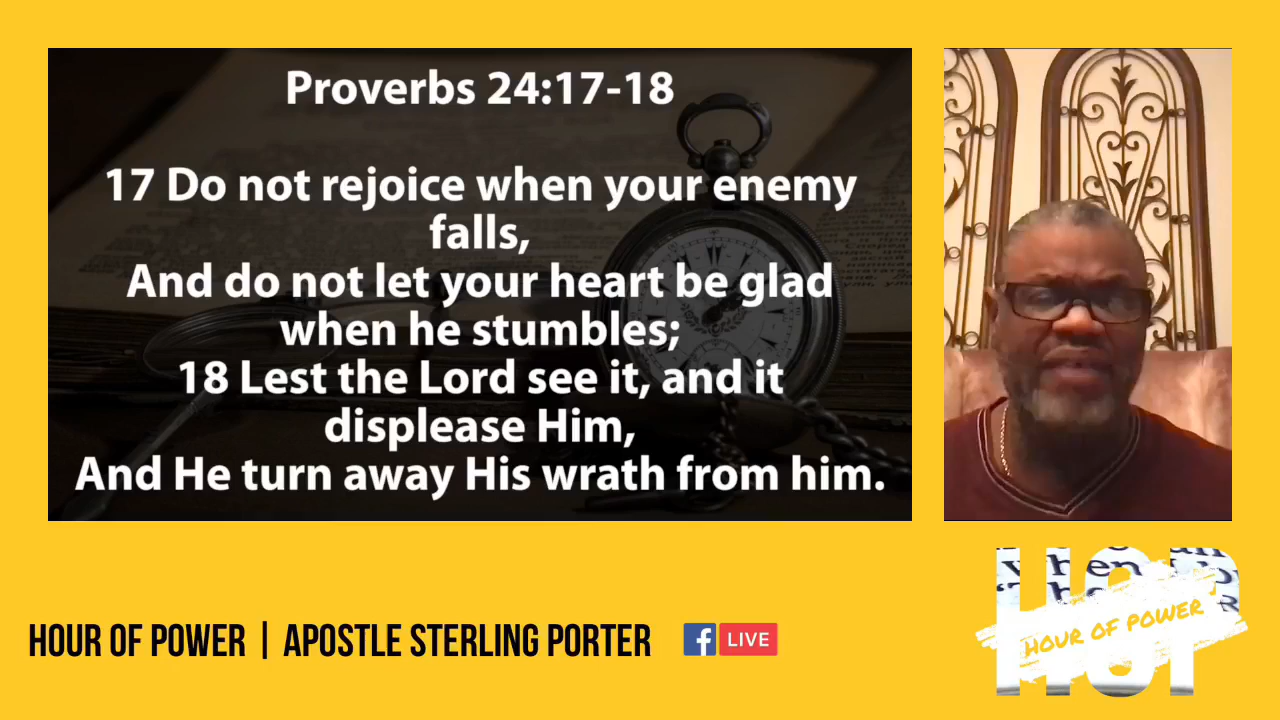 Proverbs 24:17-18
17 Do not rejoice when your enemy
falls,
And do not let your heart be glad
when he stumbles;
18 Lest the Lord see it, and it
displease Him,
And He turn away His wrath from him.
HOUR OF POWER | APOSTLE STERLING PORTER
f LIVE
HOP
HOUR OF POWER